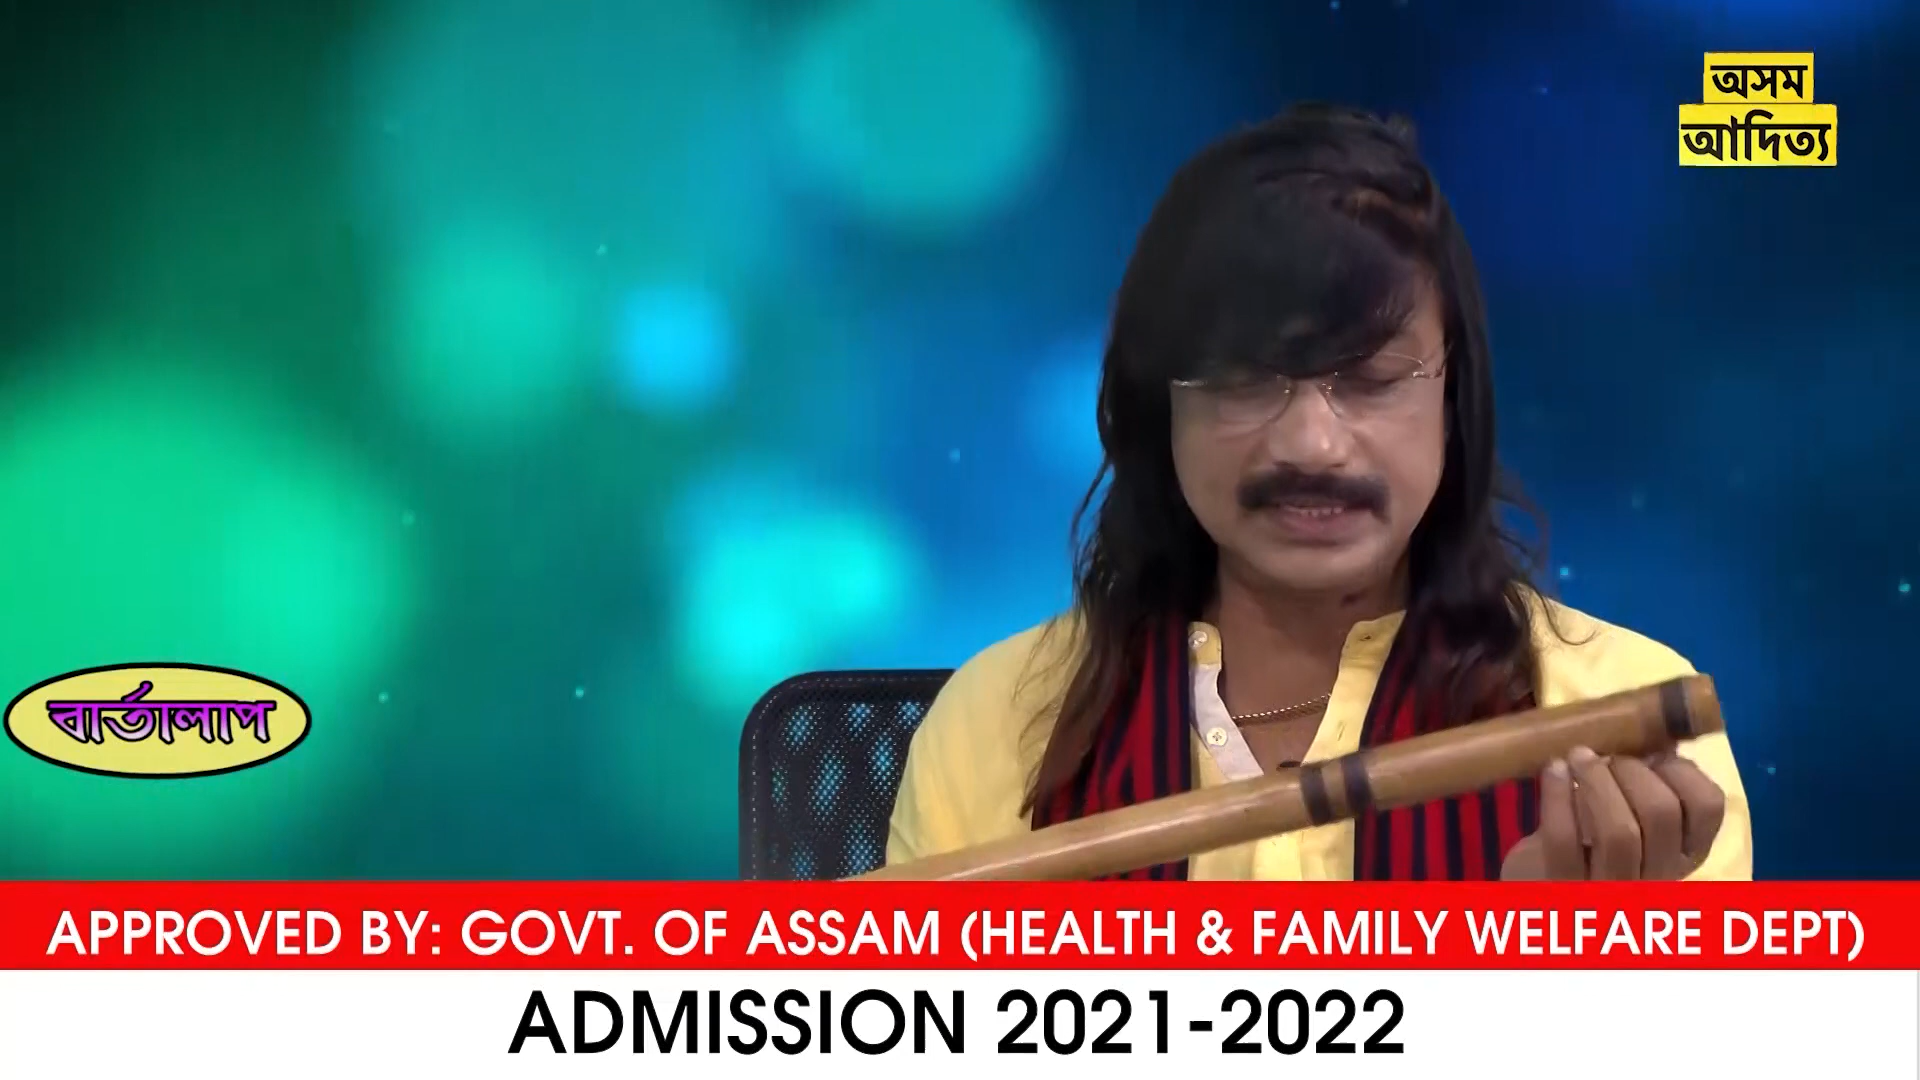 অসম
আদিত্য
বাৰ্তালাপ
APPROVED BY: GOVT. OF ASSAM (HEALTH & FAMILY WELFARE DEPT)
ADMISSION 2021-2022